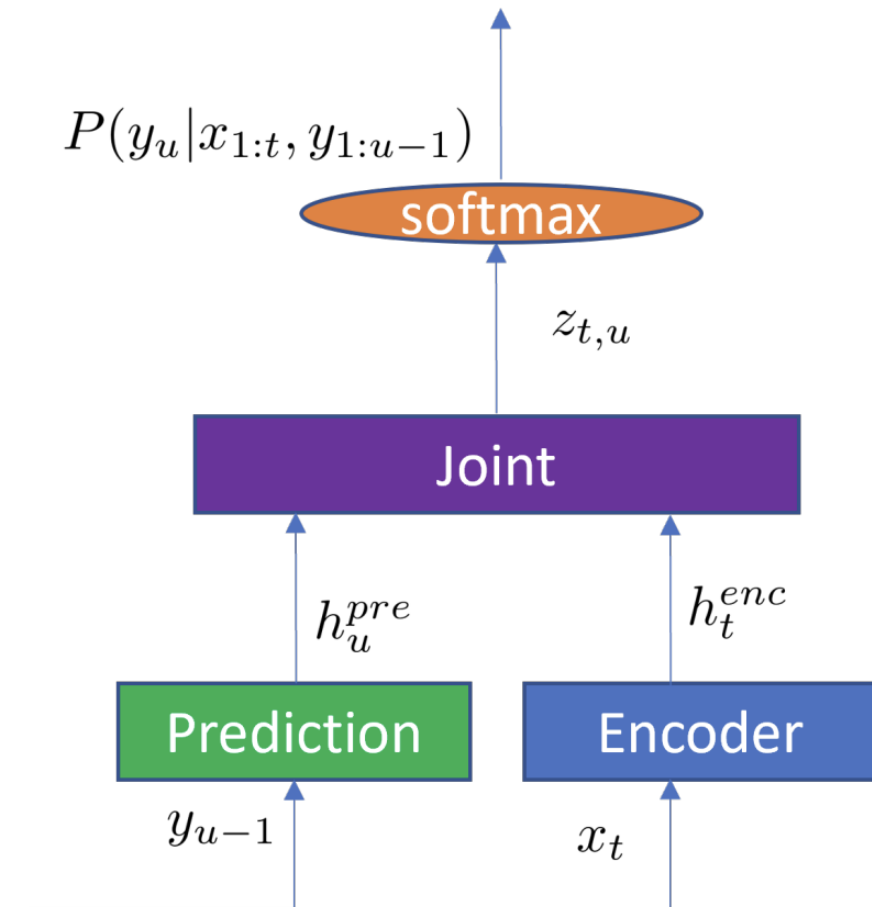 P(y_u|x_{1:t}, y_{1:u-1})
softmax
z_{t,u}
Joint
h_u^{pre}
h_t^{enc}
Prediction
Encoder
y_{u-1}
x_t